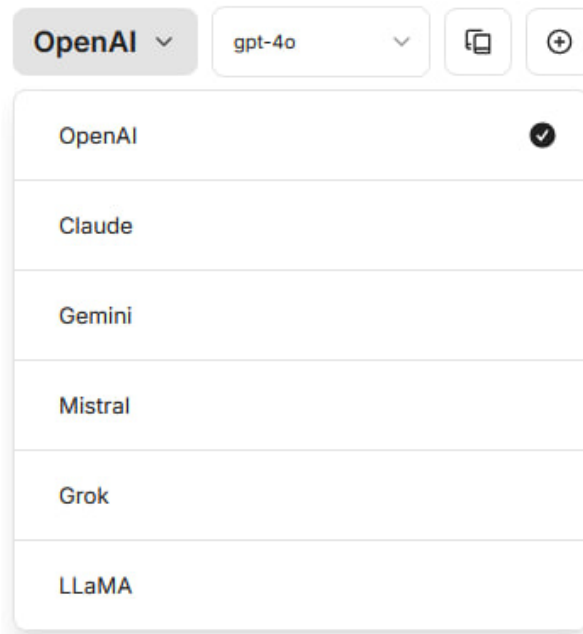 OpenAI gpt-4o
OpenAI
Claude
Gemini
Mistral
Grok
LLaMA